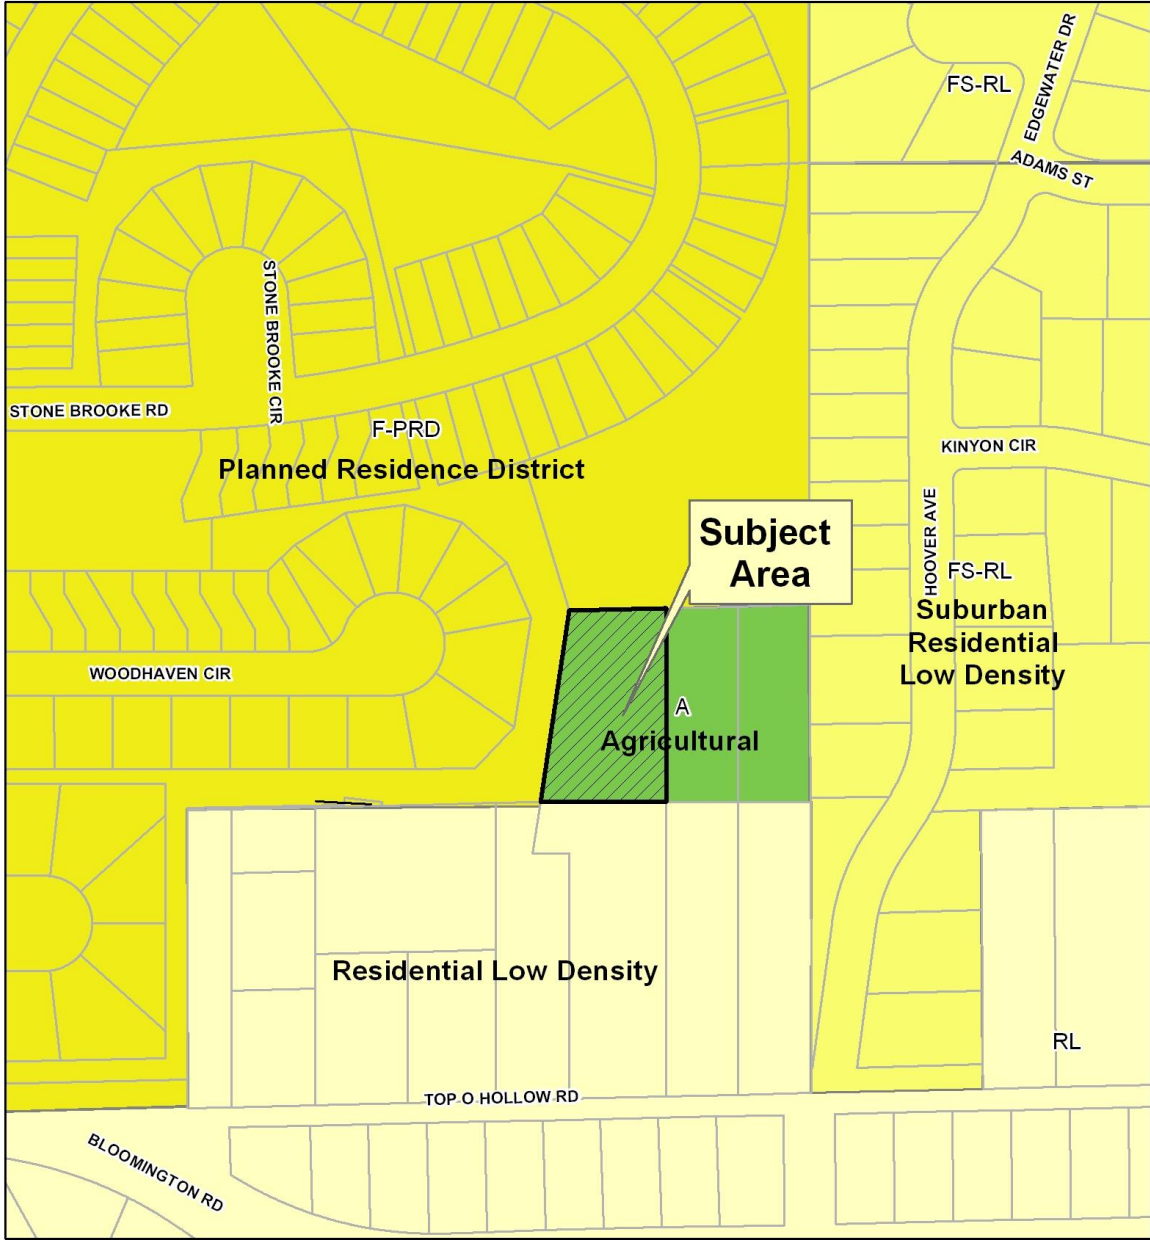 EDGEWATER DR
FS-RL
ADAMS ST
STONE BROOKE CIR
STONE BROOKE RD
F-PRD
Planned Residence District
KINYON CIR
HOOVER AVE
Subject
Area
FS-RL
Suburban
Residential
Low Density
WOODHAVEN CIR
A
Agricultural
Residential Low Density
RL
TOP O HOLLOW RD
BLOOMINGTON RD